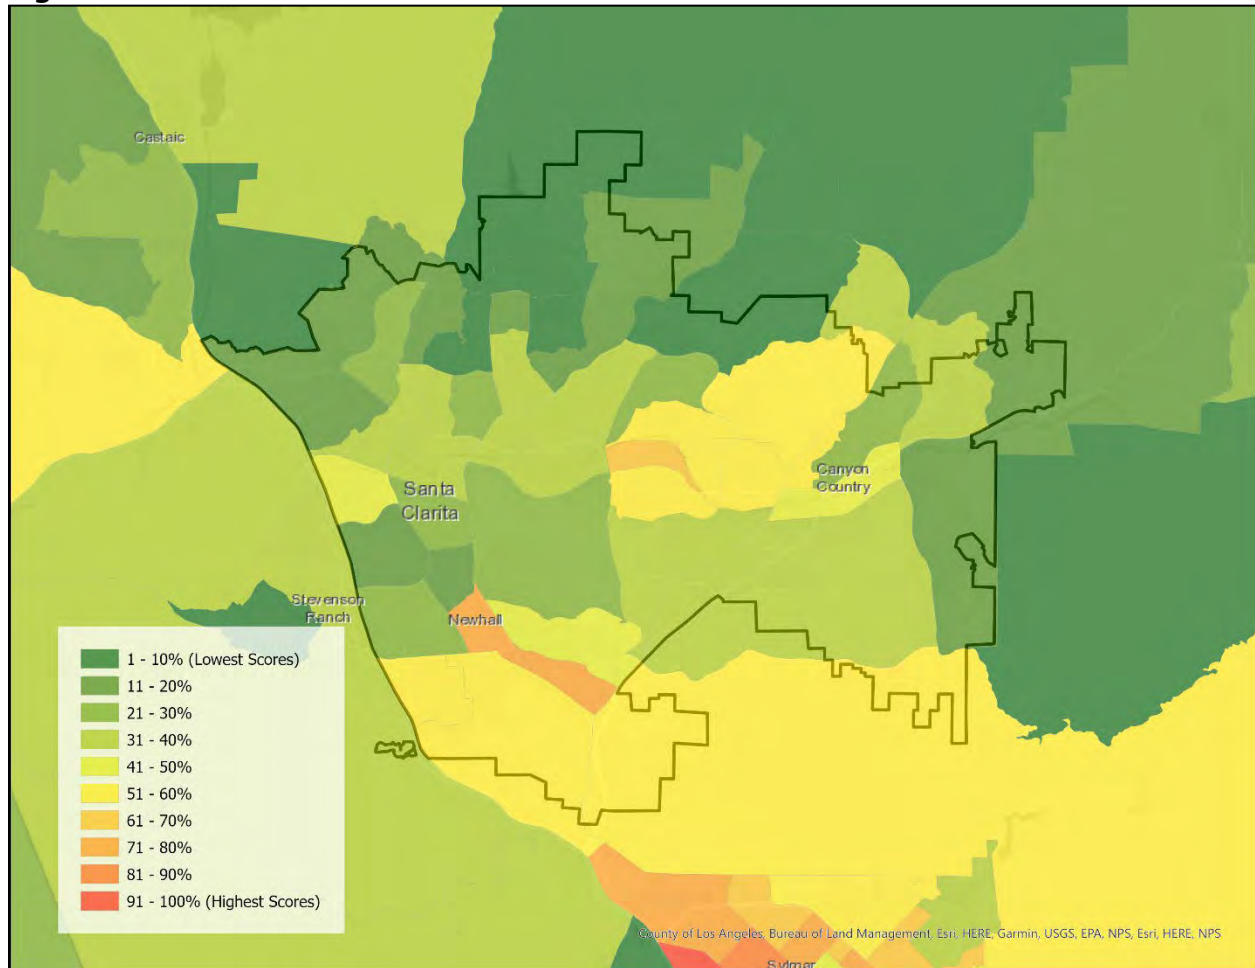 Castaic
Santa
Clarita
Canyon
Country
Stevenson
Ranch
Newhall
1 - 10% (Lowest Scores)
11 - 20%
21 - 30%
31 - 40%
41 - 50%
51 - 60%
61 - 70%
71 - 80%
81 - 90%
91 - 100% (Highest Scores)
County of Los Angeles, Bureau of Land Management, Esri, HERE, Garmin, USGS, EPA, NPS, Esri, HERE, NPS
Sylmar